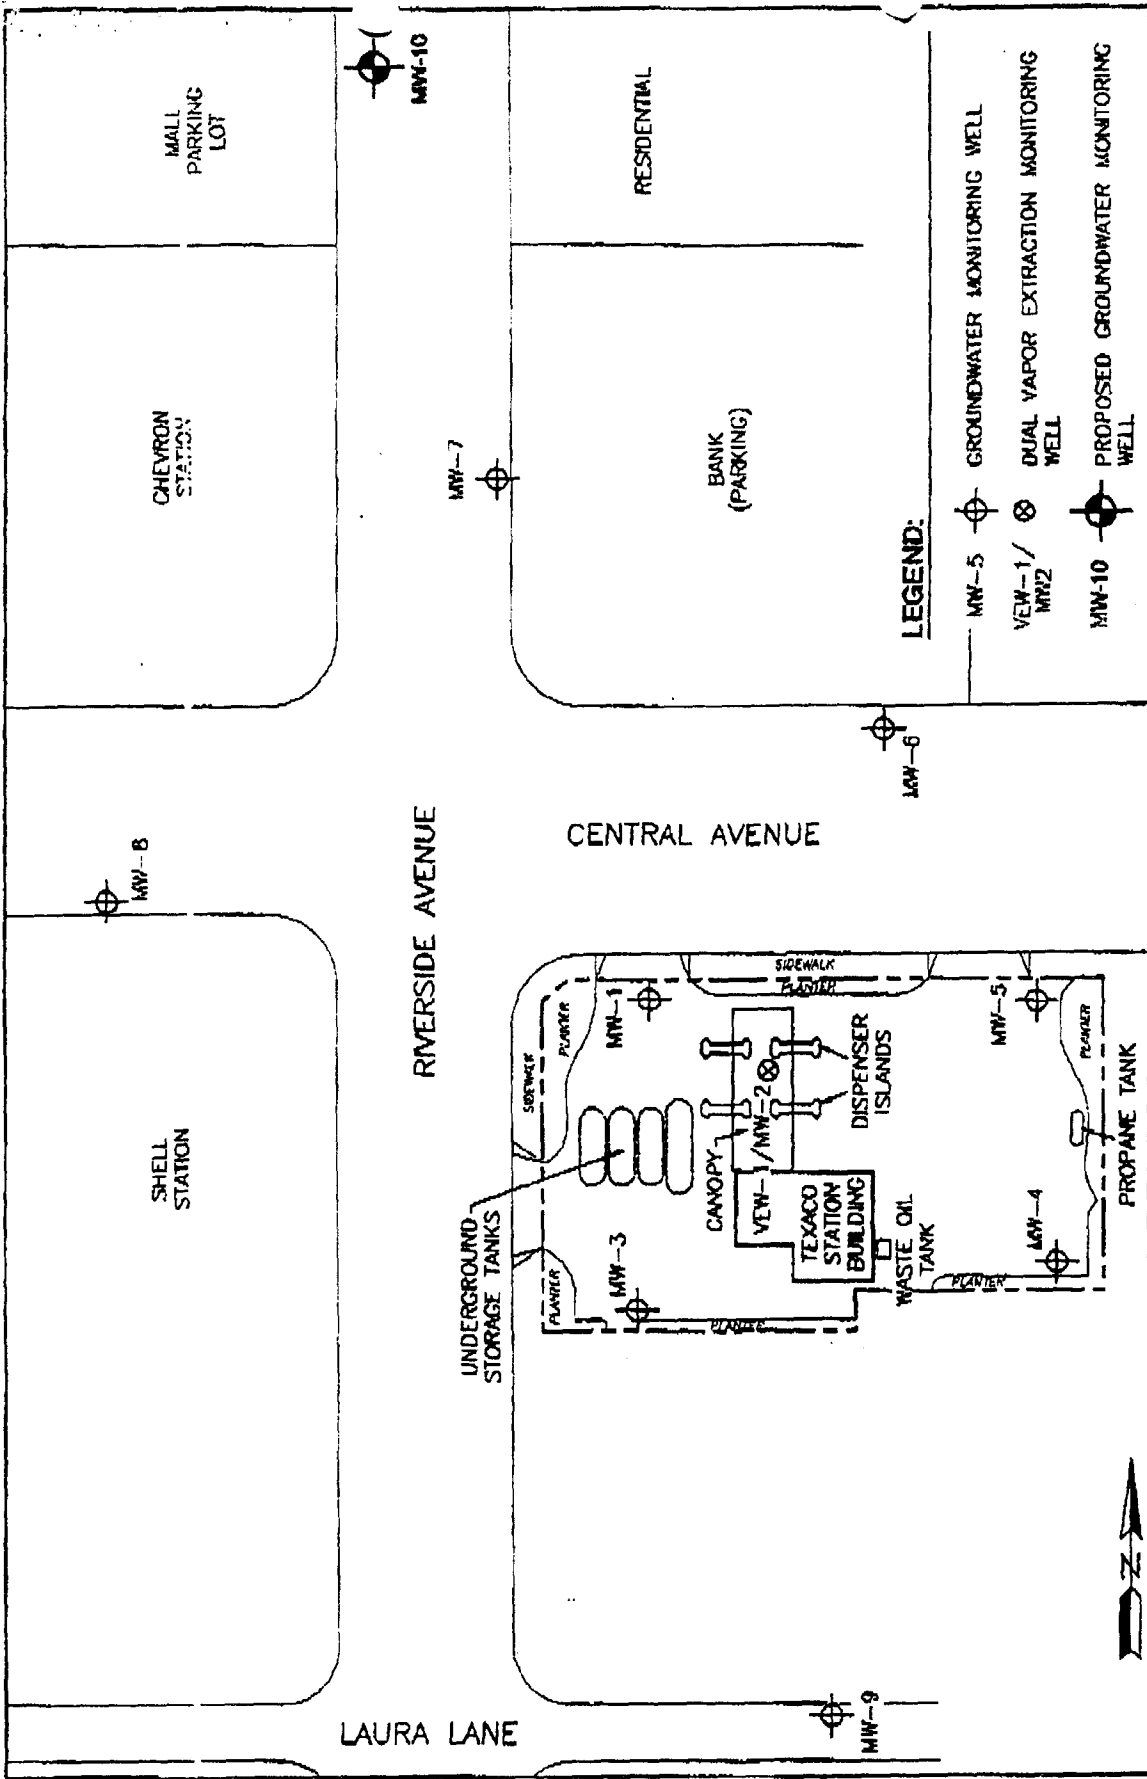 MALL
PARKING
LOT
MW-10
RESIDENTIAL
CHEVRON
STATION
MW-7
BANK
(PARKING)
LEGEND:
MW-5 GROUNDWATER MONITORING WELL
VEW-1/ DUAL VAPOR EXTRACTION MONITORING
MW2 WELL
MW-10 PROPOSED GROUNDWATER MONITORING
WELL
MW-6
MW-8
RIVERSIDE AVENUE
CENTRAL AVENUE
SHELL
STATION
UNDERGROUND
STORAGE TANKS
SIDEWALK
PLANTER
MW-1
SIDEWALK
PLANTER
MW-5
PLANTER
DISPENSER
ISLANDS
CANOPY
VEW-1/MW-2
TEXACO
STATION
BUILDING
WASTE OIL
TANK
PLANTER
MW-3
PLANTER
PLANTER
MW-4
PROPANE TANK
LAURA LANE
MW-9
N